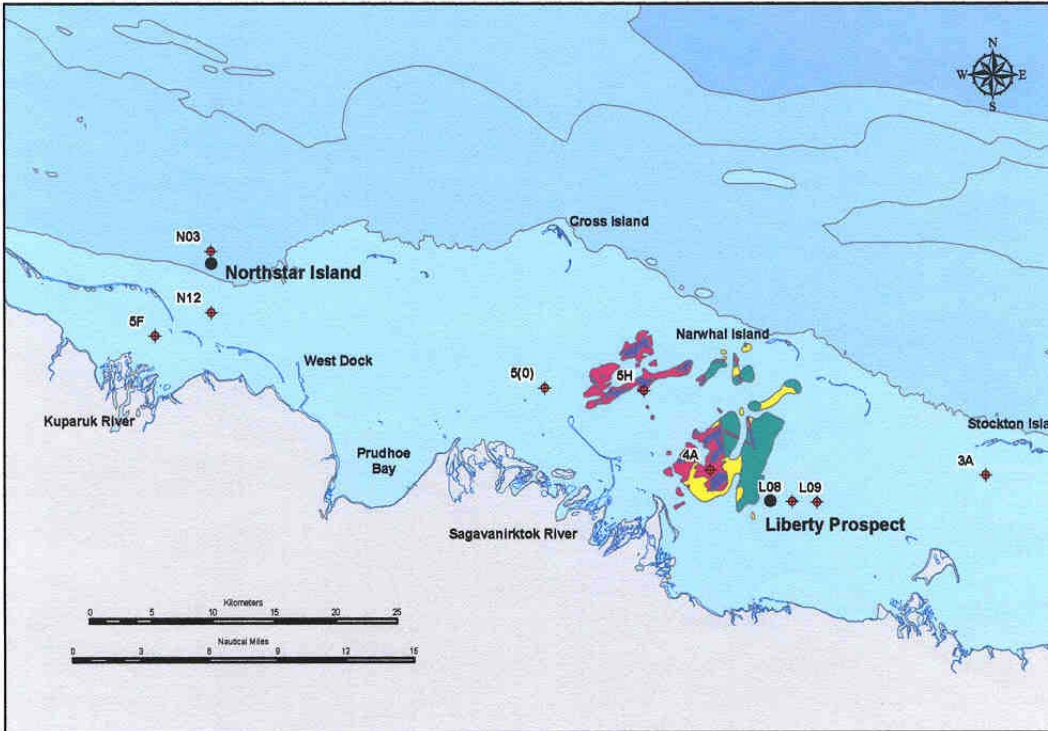 N
W E
S
Cross Island
N03
Northstar Island
N12
5F
West Dock
Narwhal Island
5(0)
5H
Kuparuk River
Stockton Isla
Prudhoe
Bay
4A
3A
L08 L09
Liberty Prospect
Sagavanirktok River
Kilometers
0 5 10 15 20 25
Nautical Miles
0 3 6 9 12 15